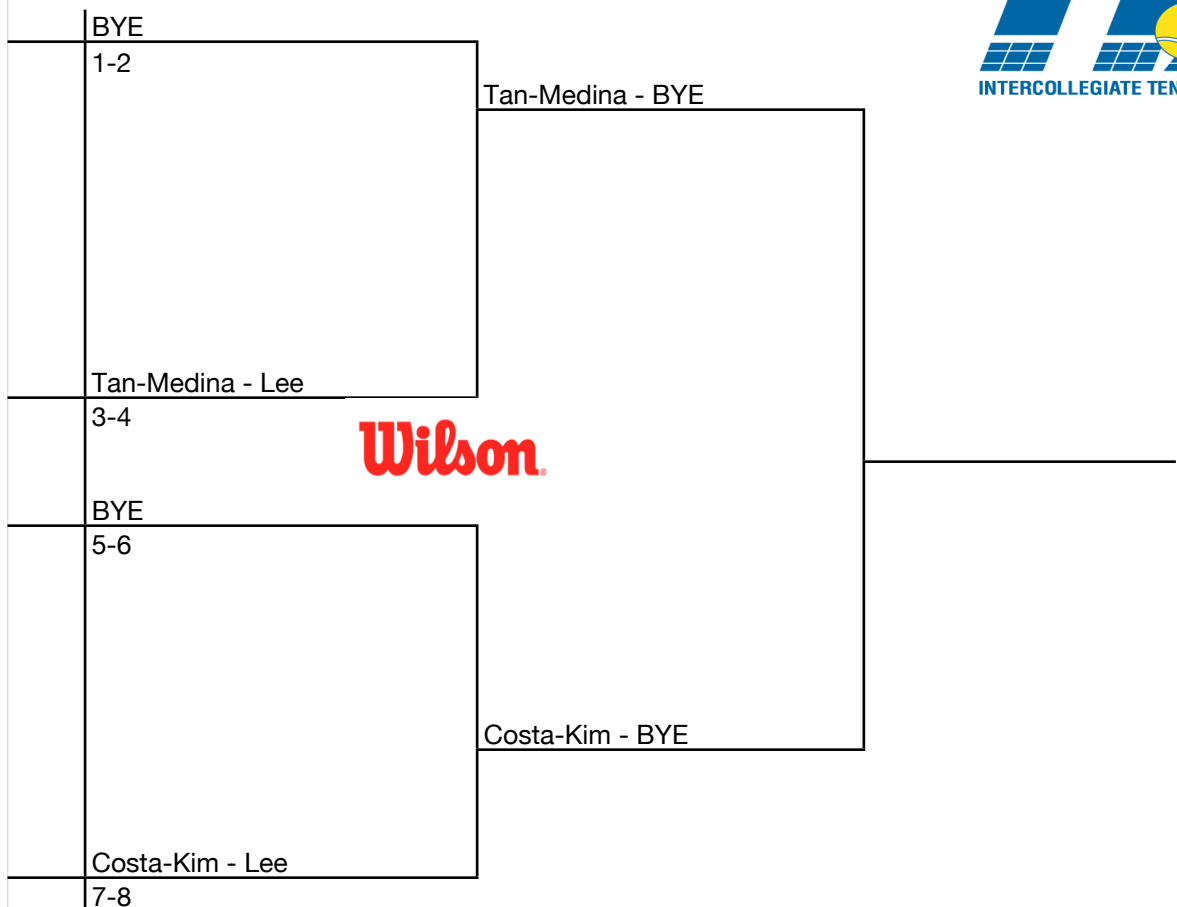 BYE
1-2
INTERCOLLEGIATE
Tan-Medina - BYE
Tan-Medina - Lee
3-4
Wilson
BYE
5-6
Costa-Kim - BYE
Costa-Kim - Lee
7-8